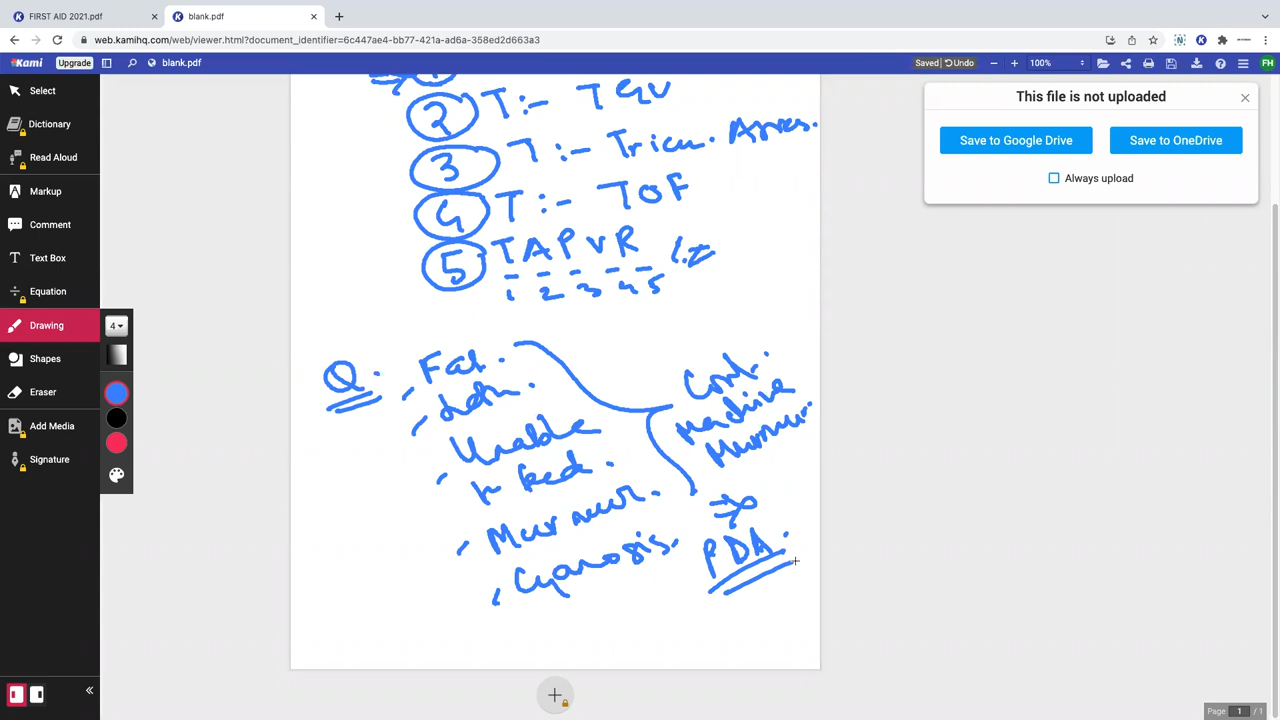 FIRST AID 2021.pdf
blank.pdf
web.kamihq.com/web/viewer.html?document_identifier=6c447ae4-bb77-421a-ad6a-358ed2d663a3
Kami Upgrade blank.pdf Saved Undo 100% FH
This file is not uploaded
Save to Google Drive Save to OneDrive
Always upload
Select
Dictionary
Read Aloud
Markup
Comment
Text Box
Equation
Drawing
Shapes
Eraser
Add Media
Signature
4
2 T :-
3 T :- Tricu.
4 T :- TOF
5 TAPVR
1 2 3 4 5
Q.
Fat.
Unable
to feed.
Murmur.
Cyanosis.
Cont.
machine
Murmur.
PDA.
Page: 1 / 1